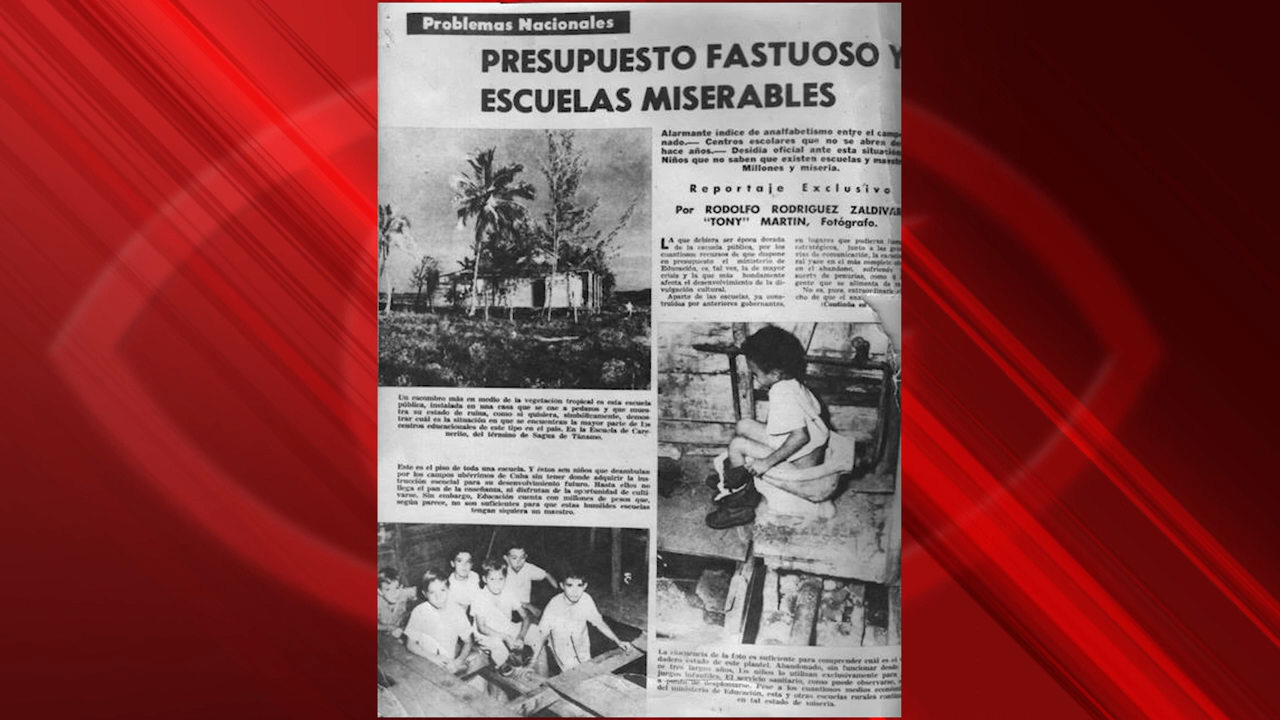 Problemas Nacionales
PRESUPUESTO FASTUOSO Y
ESCUELAS MISERABLES
Alarmante índice de analfabetismo entre el camp
nado.— Centros escolares que no se abren de
hace años.— Desidia oficial ante esta situación
Niños que no saben que existen escuelas y maest
Millones y miseria.
Reportaje Exclusivo
Por RODOLFO RODRIGUEZ ZALDIVAR
"TONY" MARTIN, Fotógrafo.
LA que debiera ser época dorada
de la escuela pública, por los
cuantiosos recursos de que dispone
en presupuesto el ministerio de
Educación, es, tal vez, la de mayor
crisis y la que más hondamente
afecta el desenvolvimiento de la di-
vulgación cultural.
Aparte de las escuelas, ya cons-
truídas por anteriores gobernantes,
en lugares que pudieran
estratégicos, junto a las
vías de comunicación, la
ral yace en el más
en el abandono, sufriendo
suerte de penurias, como
gente que se alimenta de
No es, pues, extraordinario
cho de que el
(Continúa en
Un escombro más en medio de la vegetación tropical es esta escuela
pública, instalada en una casa que se cae a pedazos y que mues-
tra su estado de ruina, como si quisiera, simbólicamente, demos-
trar cuál es la situación en que se encuentran la mayor parte de los
centros educacionales de este tipo en el país. En la Escuela de Care-
nerito, del término de Sagua de Tánamo.
Este es el piso de toda una escuela. Y éstos son niños que deambulan
por los campos ubérrimos de Cuba sin tener donde adquirir la ins-
trucción escolar para su desenvolvimiento futuro. Hasta ellos no
llega el pan de la enseñanza, ni disfrutan de la oportunidad de culti-
varse. Sin embargo, Educación cuenta con millones de pesos que,
según parece, no son suficientes para que estas humildes escuelas
tengan siquiera un maestro.
La elocuencia de la foto es suficiente para comprender cuál es el
dadero estado de este plantel. Abandonado, sin funcionar desde
ce tres largos años, los niños lo utilizan exclusivamente para
juegos infantiles. El servicio sanitario, como puede observarse,
a punto de desplomarse. Pese a los cuantiosos medios
del ministerio de Educación, esta y otras escuelas rurales
en tal estado de miseria.